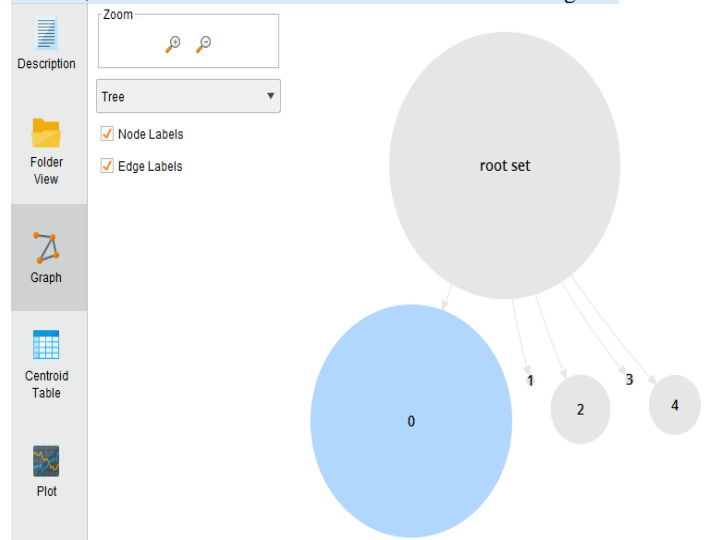 Zoom
Description
Tree
Node Labels
Edge Labels
Folder
View
Graph
Centroid
Table
Plot
root set
0
1
2
3
4